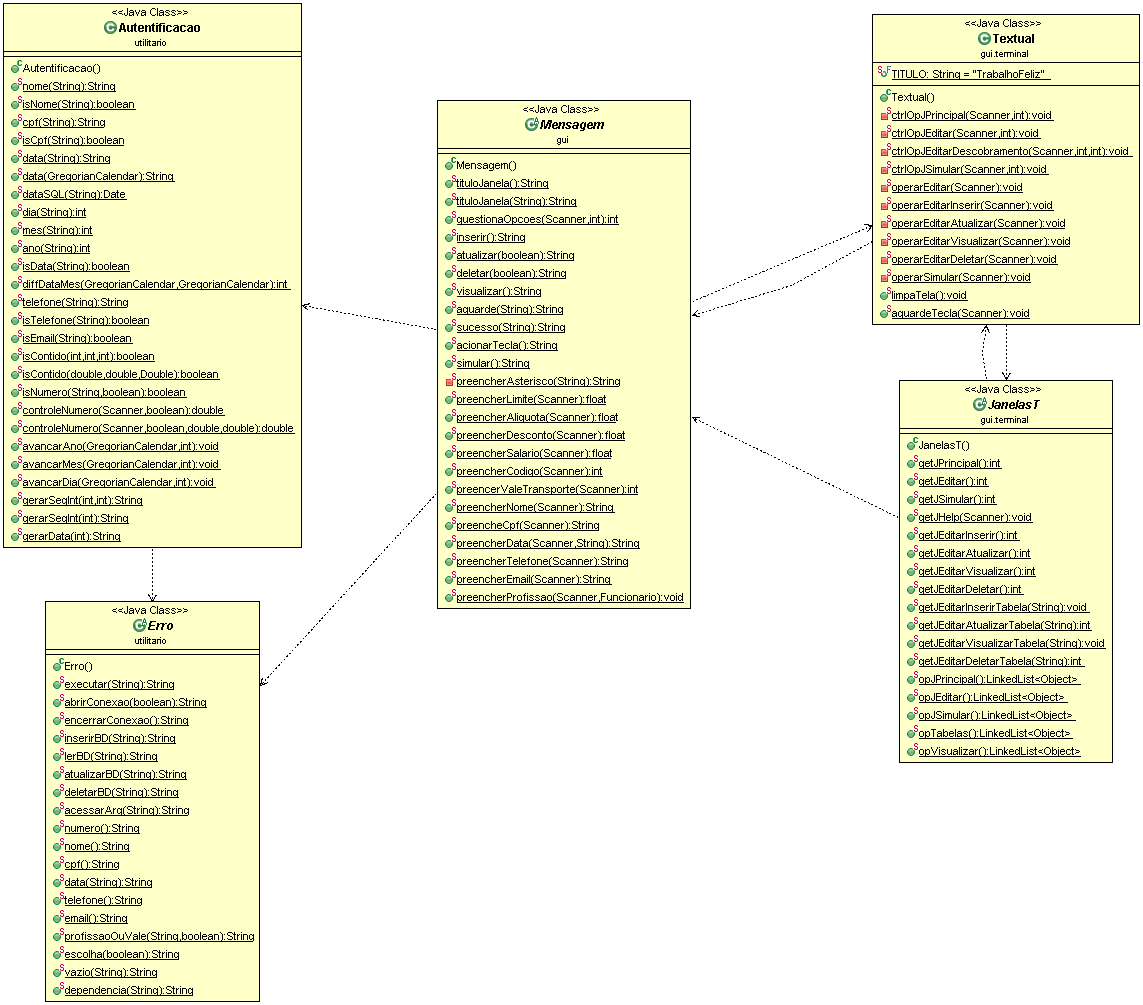 <<Java Class>>
Autentificacao
utilitario
Autentificacao()
nome(String):String
isNome(String):boolean
cpf(String):String
isCpf(String):boolean
data(String):String
data(GregorianCalendar):String
dataSQL(String):Date
dia(String):int
mes(String):int
ano(String):int
isData(String):boolean
diffDataMes(GregorianCalendar,GregorianCalendar):int
telefone(String):String
isTelefone(String):boolean
isEmail(String):boolean
isContido(int,int,int):boolean
isContido(double,double,Double):boolean
isNumero(String,boolean):boolean
controleNumero(Scanner,boolean):double
controleNumero(Scanner,boolean,double,double):double
avancarAno(GregorianCalendar,int):void
avancarMes(GregorianCalendar,int):void
avancarDia(GregorianCalendar,int):void
gerarSeqInt(int,int):String
gerarSeqInt(int):String
gerarData(int):String
<<Java Class>>
Erro
utilitario
Erro()
executar(String):String
abrirConexao(boolean):String
encerrarConexao():String
inserirBD(String):String
lerBD(String):String
atualizarBD(String):String
deletarBD(String):String
acessarArq(String):String
numero():String
nome():String
cpf():String
data(String):String
telefone():String
email():String
profissaoOuVale(String,boolean):String
escolha(boolean):String
vazio(String):String
dependencia(String):String
<<Java Class>>
Mensagem
gui
Mensagem()
tituloJanela():String
tituloJanela(String):String
questionaOpcoes(Scanner,int):int
inserir():String
atualizar(boolean):String
deletar(boolean):String
visualizar():String
aguarde(String):String
sucesso(String):String
acionarTecla():String
simular():String
preencherAsterisco(String):String
preencherLimite(Scanner):float
preencherAliquota(Scanner):float
preencherDesconto(Scanner):float
preencherSalario(Scanner):float
preencherCodigo(Scanner):int
preencerValeTransporte(Scanner):int
preencherNome(Scanner):String
preencheCpf(Scanner):String
preencherData(Scanner,String):String
preencherTelefone(Scanner):String
preencherEmail(Scanner):String
preencherProfissao(Scanner,Funcionario):void
<<Java Class>>
Textual
gui.terminal
TITULO: String = "TrabalhoFeliz"
Textual()
ctrlOpJPrincipal(Scanner,int):void
ctrlOpJEditar(Scanner,int):void
ctrlOpJEditarDescobramento(Scanner,int,int):void
ctrlOpJSimular(Scanner,int):void
operarEditar(Scanner):void
operarEditarInserir(Scanner):void
operarEditarAtualizar(Scanner):void
operarEditarVisualizar(Scanner):void
operarEditarDeletar(Scanner):void
operarSimular(Scanner):void
limpaTela():void
aguardeTecla(Scanner):void
<<Java Class>>
JanelasT
gui.terminal
JanelasT()
getJPrincipal():int
getJEditar():int
getJSimular():int
getJHelp(Scanner):void
getJEditarInserir():int
getJEditarAtualizar():int
getJEditarVisualizar():int
getJEditarDeletar():int
getJEditarInserirTabela(String):void
getJEditarAtualizarTabela(String):int
getJEditarVisualizarTabela(String):void
getJEditarDeletarTabela(String):int
opJPrincipal():LinkedList<Object>
opJEditar():LinkedList<Object>
opJSimular():LinkedList<Object>
opTabelas():LinkedList<Object>
opVisualizar():LinkedList<Object>